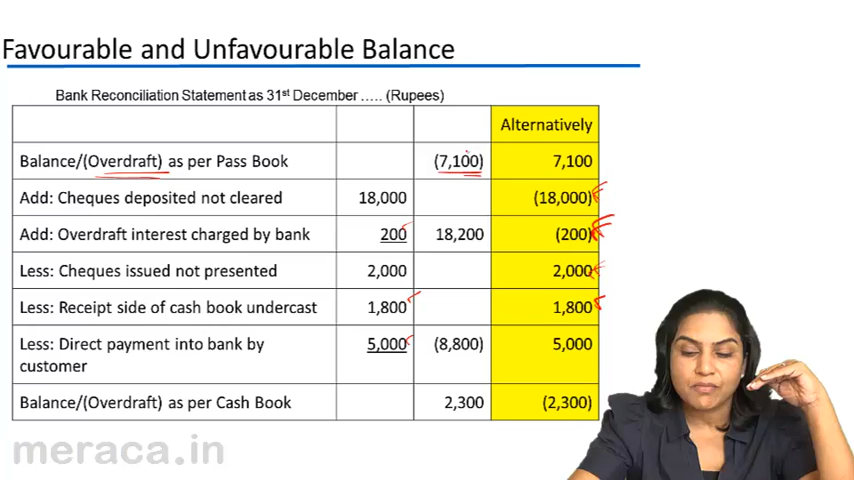 Favourable and Unfavourable Balance
Bank Reconciliation Statement as 31st December ..... (Rupees)
Alternatively
Balance/(Overdraft) as per Pass Book (7,100) 7,100
Add: Cheques deposited not cleared 18,000 (18,000)
Add: Overdraft interest charged by bank 200 18,200 (200)
Less: Cheques issued not presented 2,000 2,000
Less: Receipt side of cash book undercast 1,800 1,800
Less: Direct payment into bank by 5,000 (8,800) 5,000
customer
Balance/(Overdraft) as per Cash Book 2,300 (2,300)
meraca.in